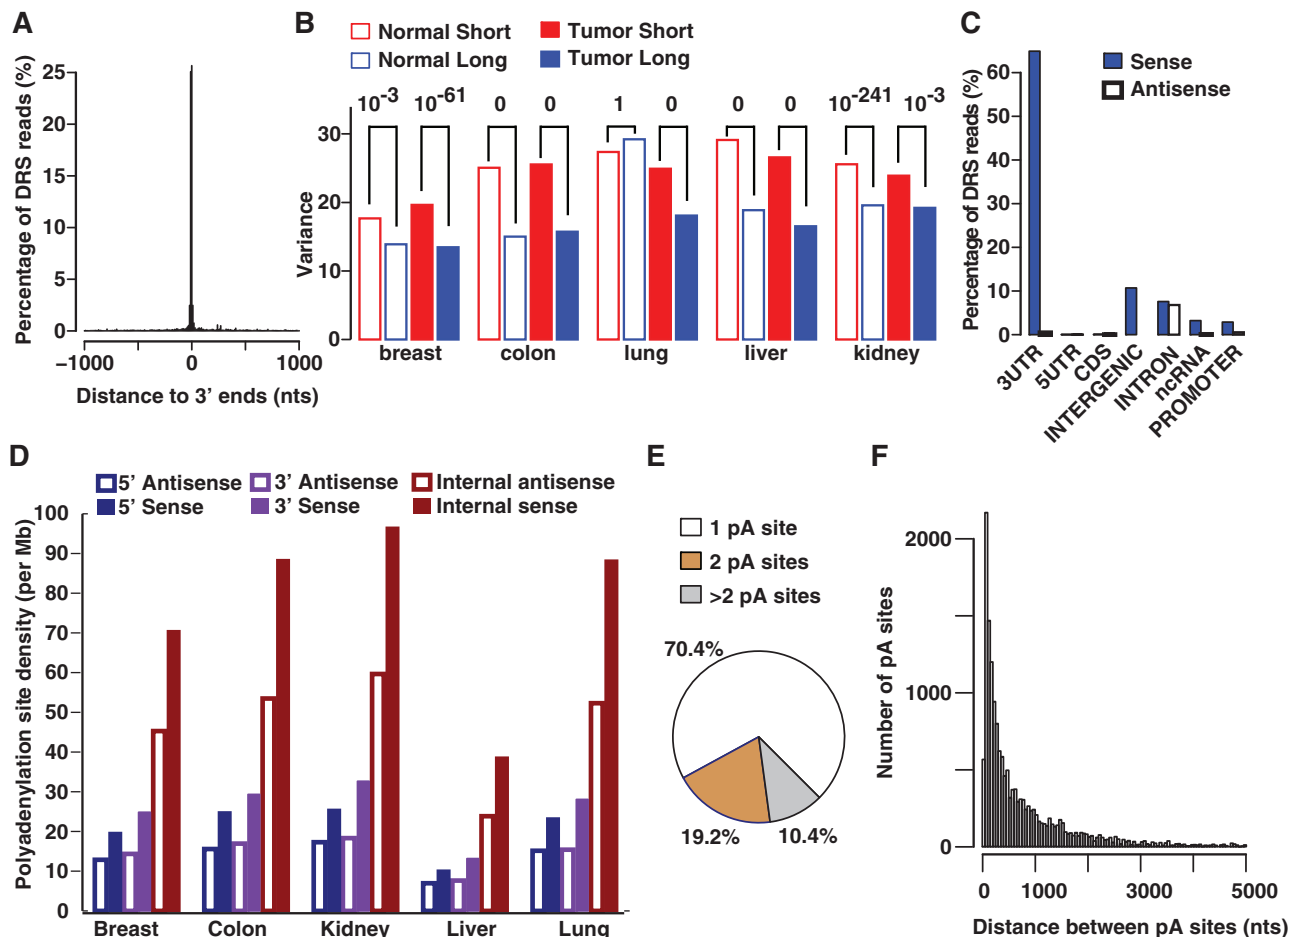 A
Percentage of DRS reads (%)
25
20
15
10
5
0
−1000
0
1000
Distance to 3' ends (nts)
B
Normal Short
Tumor Short
Normal Long
Tumor Long
10-3
10-61
0
0
1
0
0
0
10-241
10-3
Variance
30
20
10
0
breast
colon
lung
liver
kidney
C
Sense
Antisense
Percentage of DRS reads (%)
60
50
40
30
20
10
0
3UTR
5UTR
CDS
INTERGENIC
INTRON
ncRNA
PROMOTER
D
5' Antisense
3' Antisense
Internal antisense
5' Sense
3' Sense
Internal sense
Polyadenylation site density (per Mb)
100
90
80
70
60
50
40
30
20
10
0
Breast
Colon
Kidney
Liver
Lung
E
1 pA site
2 pA sites
>2 pA sites
70.4%
19.2%
10.4%
F
Number of pA sites
2000
1000
0
0
1000
3000
5000
Distance between pA sites (nts)